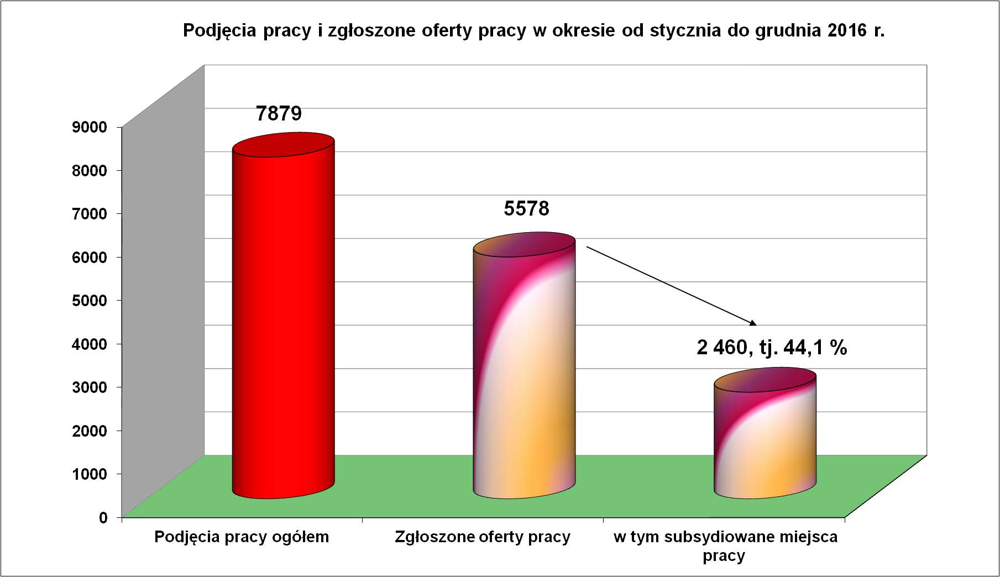 Podjęcia pracy i zgłoszone oferty pracy w okresie od stycznia do grudnia 2016 r.
7879
9000
8000
5578
7000
6000
5000
4000
2 460, tj. 44,1 %
3000
2000
1000
0
Podjęcia pracy ogółem
Zgłoszone oferty pracy
w tym subsydiowane miejsca
pracy